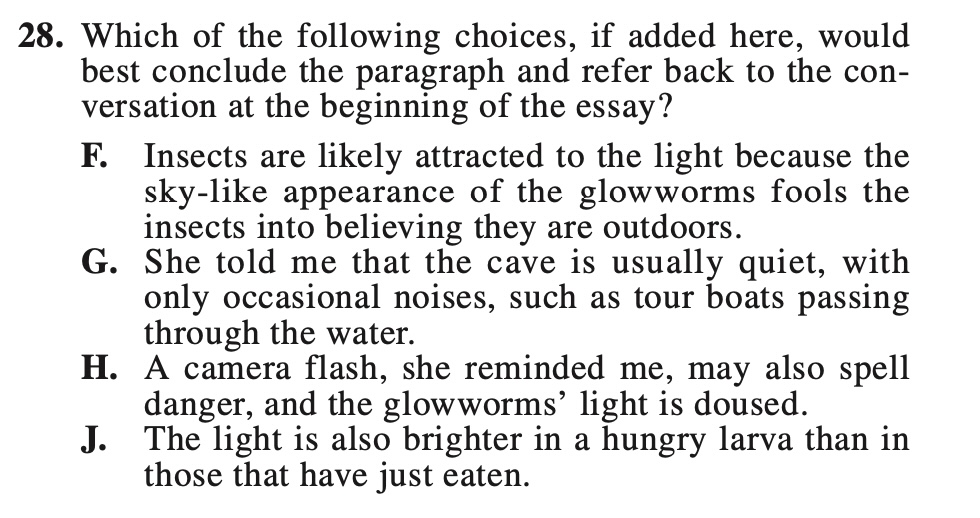 28. Which of the following choices, if added here, would
best conclude the paragraph and refer back to the con-
versation at the beginning of the essay?
F. Insects are likely attracted to the light because the
sky-like appearance of the glowworms fools the
insects into believing they are outdoors.
G. She told me that the cave is usually quiet, with
only occasional noises, such as tour boats passing
through the water.
H. A camera flash, she reminded me, may also spell
danger, and the glowworms’ light is doused.
J. The light is also brighter in a hungry larva than in
those that have just eaten.